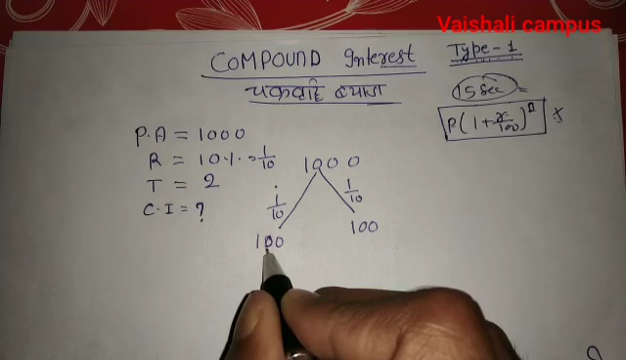 Vaishali campus
COMPOUND Interest
चक्रवृद्धि ब्याज
Type-1
15 Sec =
P(1+r/100)^n ×
P.A = 1000
R = 10% = 1/10
T = 2
C.I = ?
1000
1/10 1/10
100 100